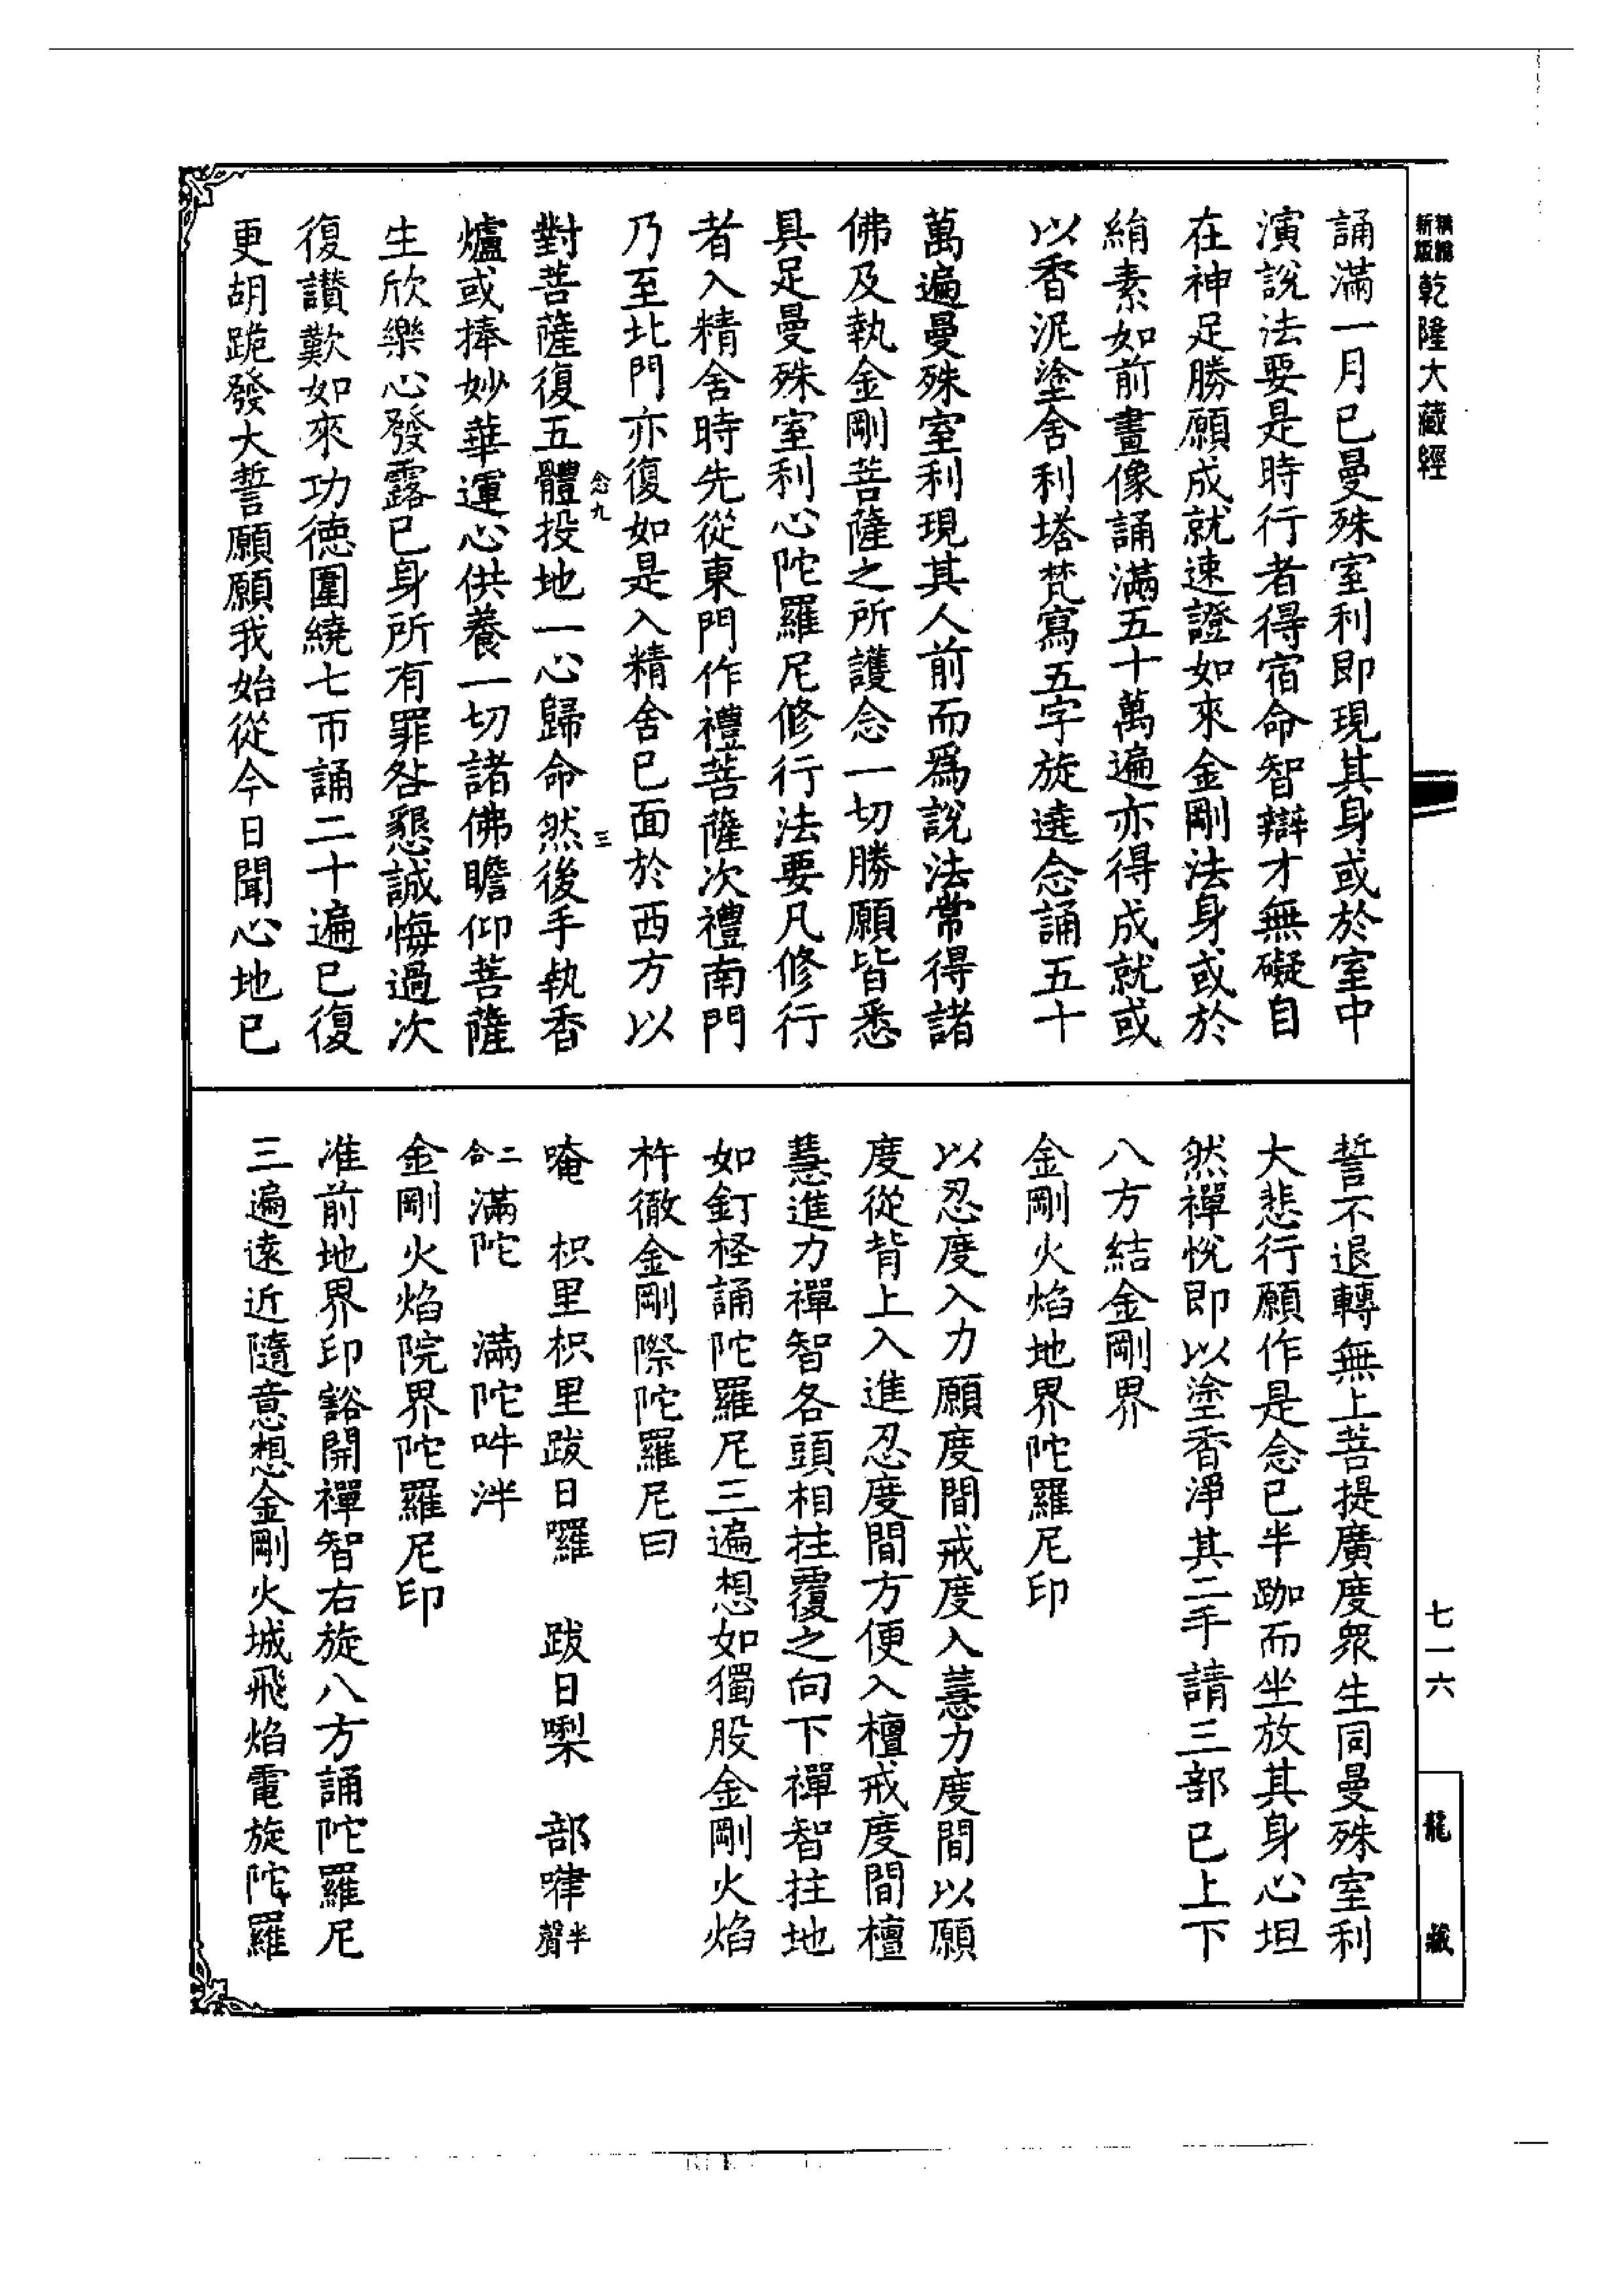 精編新版 乾隆大藏經
誦滿一月已曼殊室利即現其身或於室中
演說法要是時行者得宿命智辯才無礙自
在神足勝願成就速證如來金剛法身或於
絹素如前畫像誦滿五十萬遍亦得成就或
以香泥塗舍利塔梵寫五字旋遶念誦五十
萬遍曼殊室利現其人前而為說法常得諸
佛及執金剛菩薩之所護念一切勝願皆悉
具足曼殊室利心陀羅尼修行法要凡修行
者入精舍時先從東門作禮菩薩次禮南門
乃至北門亦復如是入精舍已面於西方以
念九 三
對菩薩復五體投地一心歸命然後手執香
爐或捧妙華運心供養一切諸佛瞻仰菩薩
生欣樂心發露已身所有罪咎懇誠悔過次
復讃歎如來功德圍繞七帀誦二十遍已復
更胡跪發大誓願願我始從今日聞心地已
誓不退轉無上菩提廣度眾生同曼殊室利
大悲行願作是念已半跏而坐放其身心坦
然禪悅即以塗香淨其二手請三部已上下
八方結金剛界
金剛火焰地界陀羅尼印
以忍度入力願度間戒度入慧力度間以願
度從背上入進忍度間方便入檀戒度間檀
慧進力禪智各頭相拄覆之向下禪智拄地
如釘栓誦陀羅尼三遍想如獨股金剛火焰
杵徹金剛際陀羅尼曰
唵 枳里枳里跋日囉 跋日㗚 部嘩半聲
二合滿陀 滿陀吽泮
金剛火焰院界陀羅尼印
准前地界印豁開禪智右旋八方誦陀羅尼
三遍遠近隨意想金剛火城飛焰電旋陀羅
七一六
龍藏